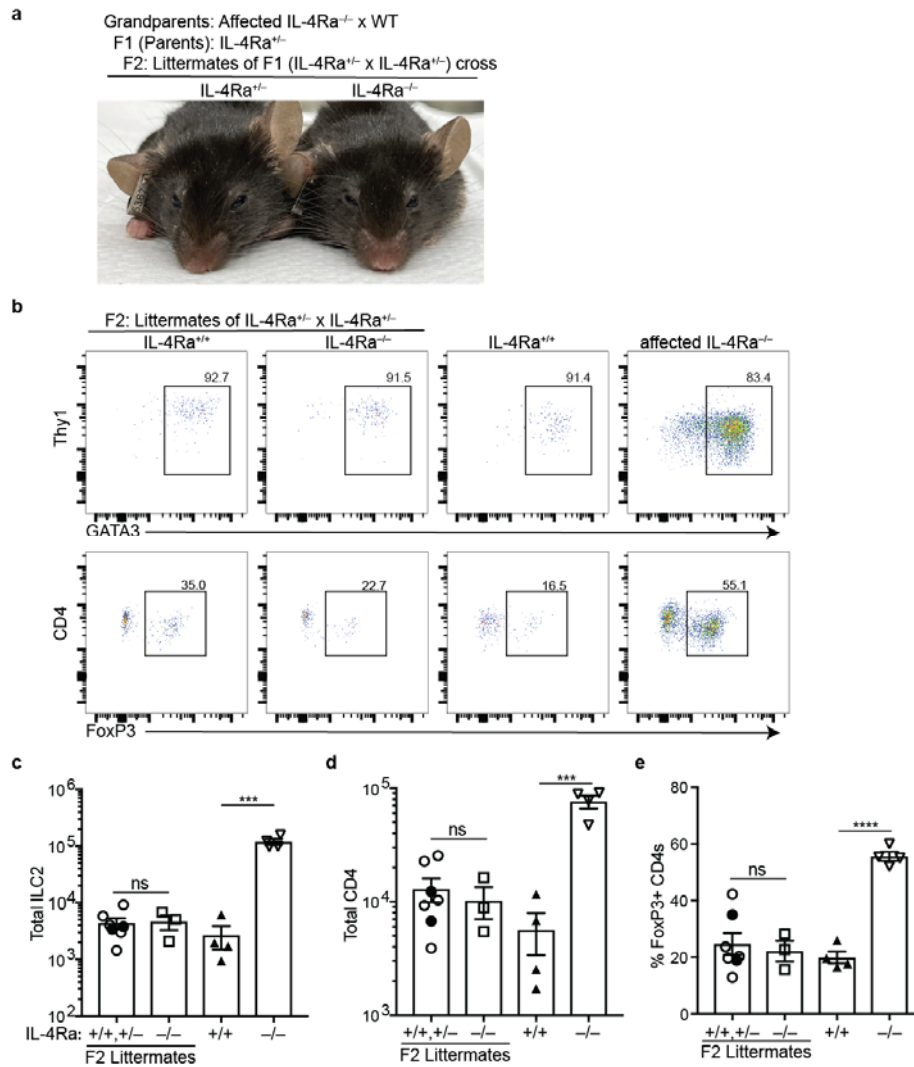 a
Grandparents: Affected IL-4Ra–/– x WT
F1 (Parents): IL-4Ra+/–
F2: Littermates of F1 (IL-4Ra+/– x IL-4Ra+/–) cross
IL-4Ra+/– IL-4Ra–/–
b
F2: Littermates of IL-4Ra+/– x IL-4Ra+/–
IL-4Ra+/+ IL-4Ra–/– IL-4Ra+/+ affected IL-4Ra–/–
92.7 91.5 91.4 83.4
Thy1
GATA3
35.0 22.7 16.5 55.1
CD4
FoxP3
c
Total ILC2
10^6
10^5
10^4
10^3
10^2
ns ***
IL-4Ra: +/+,+/– –/– +/+ –/–
F2 Littermates
d
Total CD4
10^5
10^4
10^3
ns ***
+/+,+/– –/– +/+ –/–
F2 Littermates
e
% FoxP3+ CD4s
80
60
40
20
0
ns ****
+/+,+/– –/– +/+ –/–
F2 Littermates